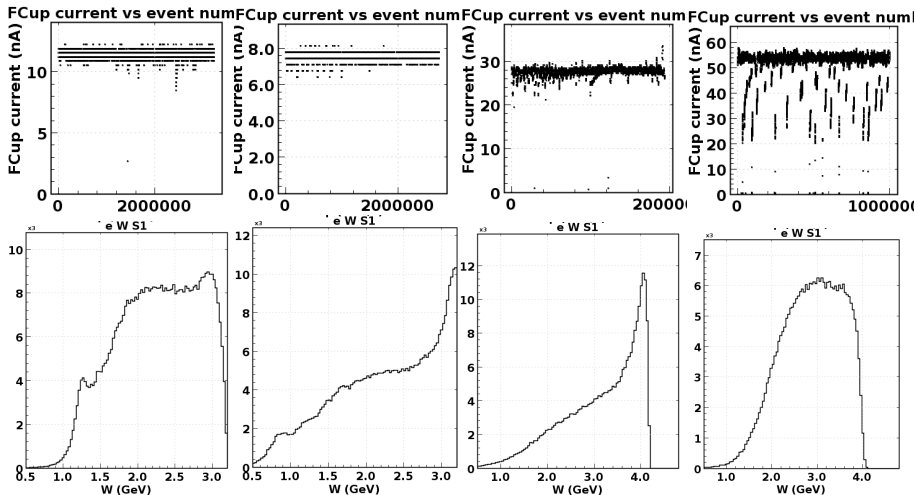 FCup current vs event num FCup current vs event num FCup current vs event num FCup current vs event num
FCup current (nA) FCup current (nA) FCup current (nA) FCup current (nA)
10 5 0
0 2000000
8.0 6.0 4.0 2.0 0.0
0 2000000
30 20 10 0
0 20000
60 50 40 30 20 10 0
0 1000000
e W S1 e W S1 e W S1 e W S1
x3 x3 x3 x3
10 8 6 4 2 0
0.5 1.0 1.5 2.0 2.5 3.0
12 10 8 6 4 2 0
0.5 1.0 1.5 2.0 2.5 3.0
12 10 8 6 4 2 0
1.0 2.0 3.0 4.0
7 6 5 4 3 2 1 0
1.0 2.0 3.0 4.0
W (GeV) W (GeV) W (GeV) W (GeV)